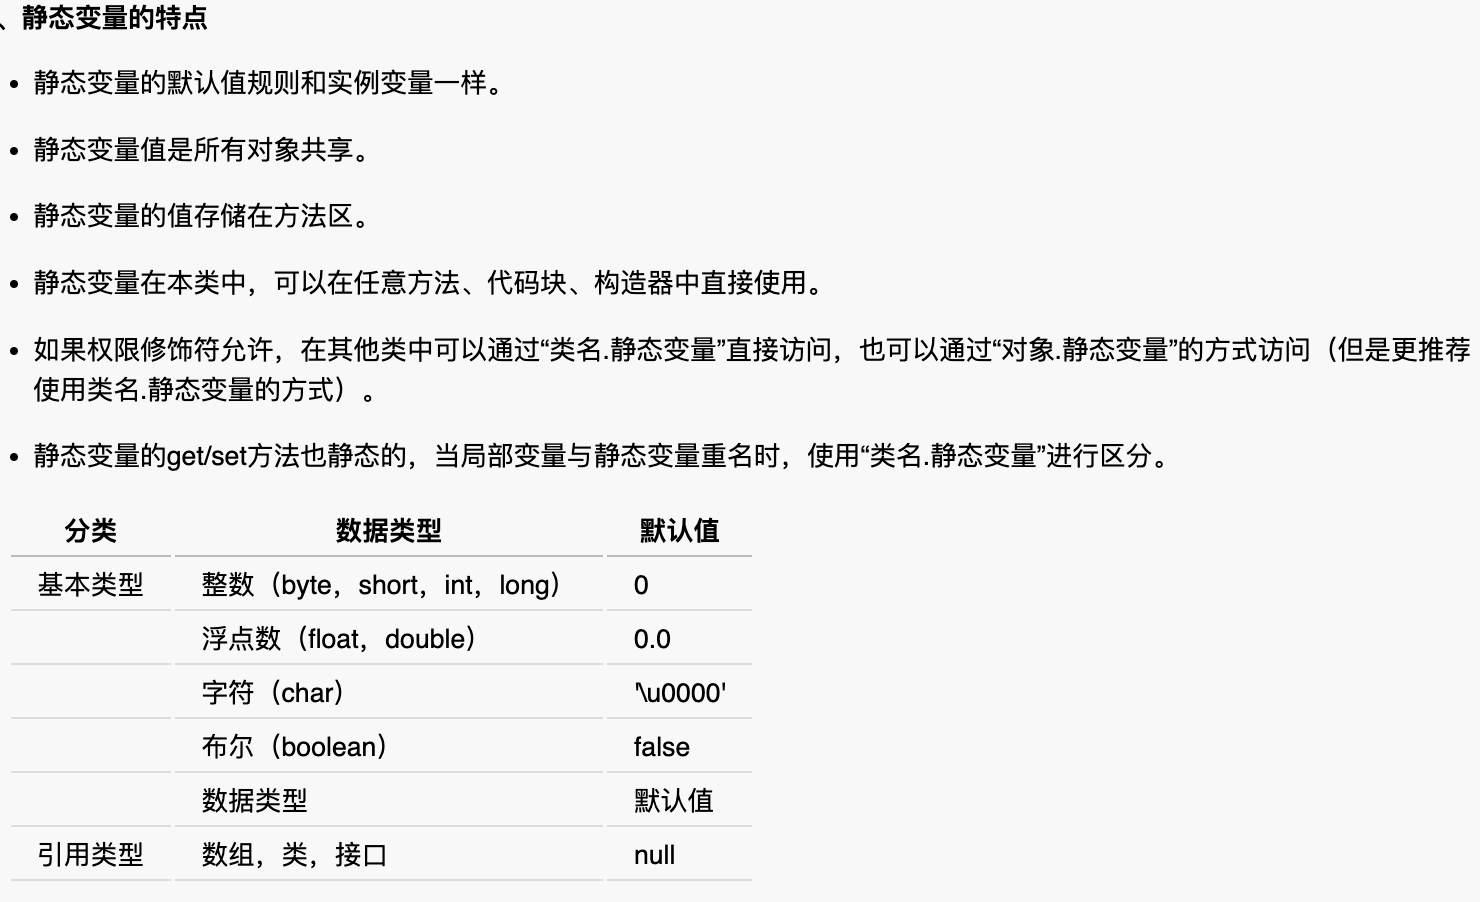 、静态变量的特点
• 静态变量的默认值规则和实例变量一样。
• 静态变量值是所有对象共享。
• 静态变量的值存储在方法区。
• 静态变量在本类中，可以在任意方法、代码块、构造器中直接使用。
• 如果权限修饰符允许，在其他类中可以通过“类名.静态变量”直接访问，也可以通过“对象.静态变量”的方式访问（但是更推荐
使用类名.静态变量的方式）。
• 静态变量的get/set方法也静态的，当局部变量与静态变量重名时，使用“类名.静态变量”进行区分。
分类 数据类型 默认值
基本类型 整数（byte，short，int，long） 0
浮点数（float，double） 0.0
字符（char） '\u0000'
布尔（boolean） false
数据类型 默认值
引用类型 数组，类，接口 null